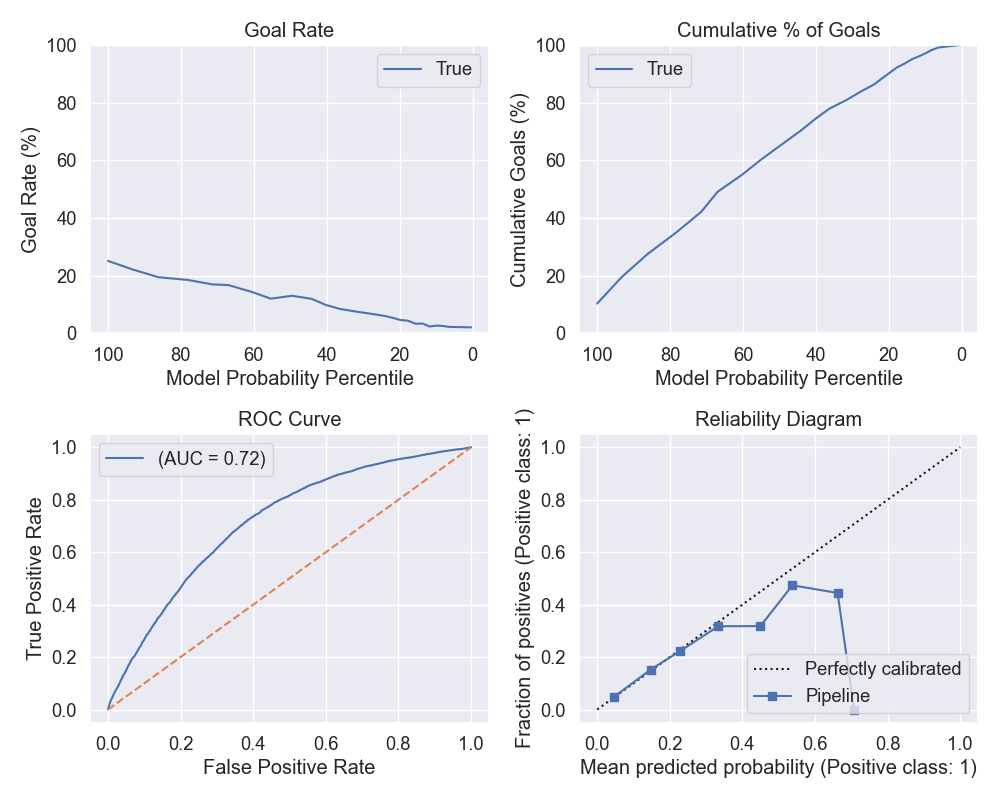 Goal Rate
100
80
60
40
20
0
Goal Rate (%)
True
100 80 60 40 20 0
Model Probability Percentile
Cumulative % of Goals
100
80
60
40
20
0
Cumulative Goals (%)
True
100 80 60 40 20 0
Model Probability Percentile
ROC Curve
1.0
0.8
0.6
0.4
0.2
0.0
True Positive Rate
(AUC = 0.72)
0.0 0.2 0.4 0.6 0.8 1.0
False Positive Rate
Reliability Diagram
1.0
0.8
0.6
0.4
0.2
0.0
Fraction of positives (Positive class: 1)
Perfectly calibrated
Pipeline
0.0 0.2 0.4 0.6 0.8 1.0
Mean predicted probability (Positive class: 1)